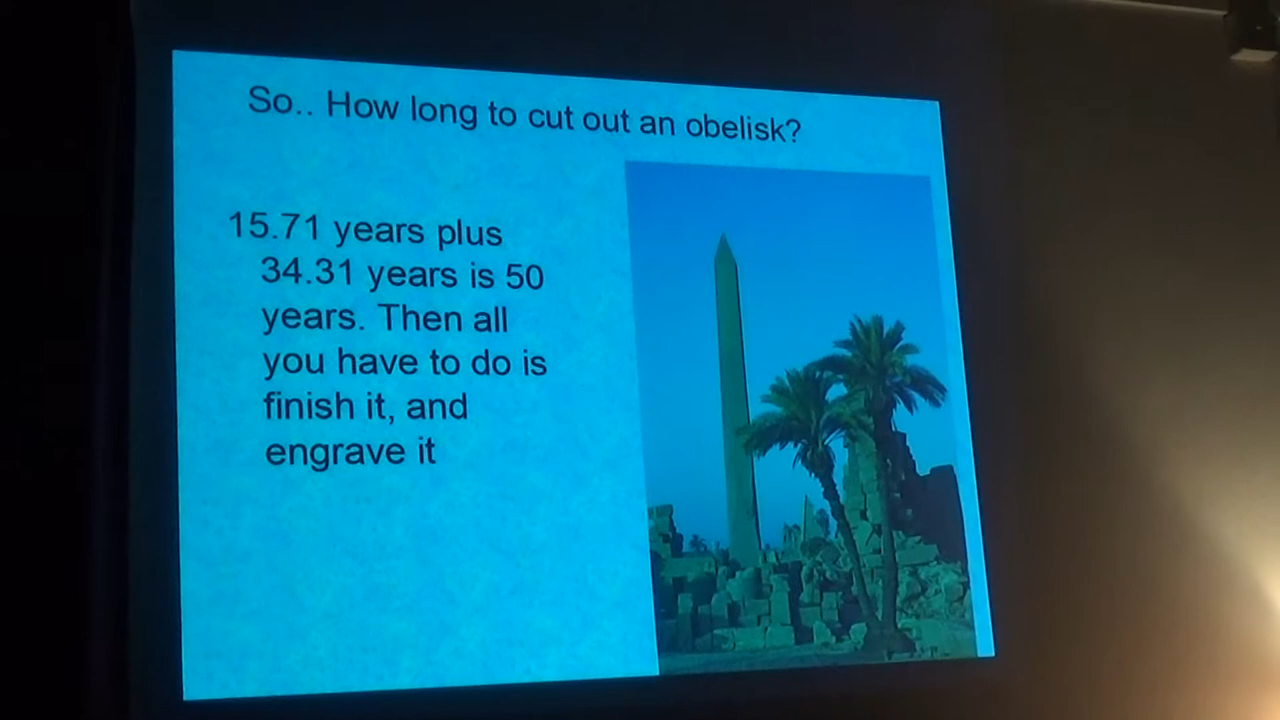 So.. How long to cut out an obelisk?
15.71 years plus
34.31 years is 50
years. Then all
you have to do is
finish it, and
engrave it